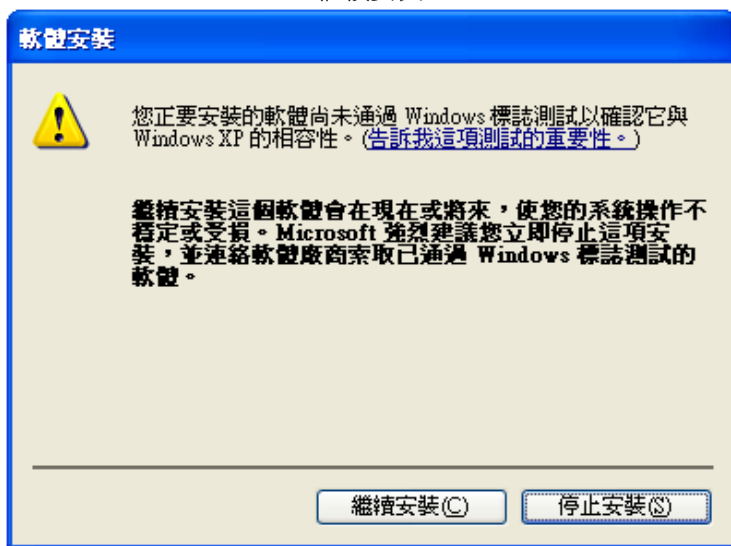 軟體安裝
您正要安裝的軟體尚未通過 Windows 標誌測試以確認它與
Windows XP 的相容性。(告訴我這項測試的重要性。)
繼續安裝這個軟體會在現在或將來，使您的系統操作不
穩定或受損。Microsoft 強烈建議您立即停止這項安
裝，並連絡軟體廠商索取已通過 Windows 標誌測試的
軟體。
繼續安裝(C)
停止安裝(S)